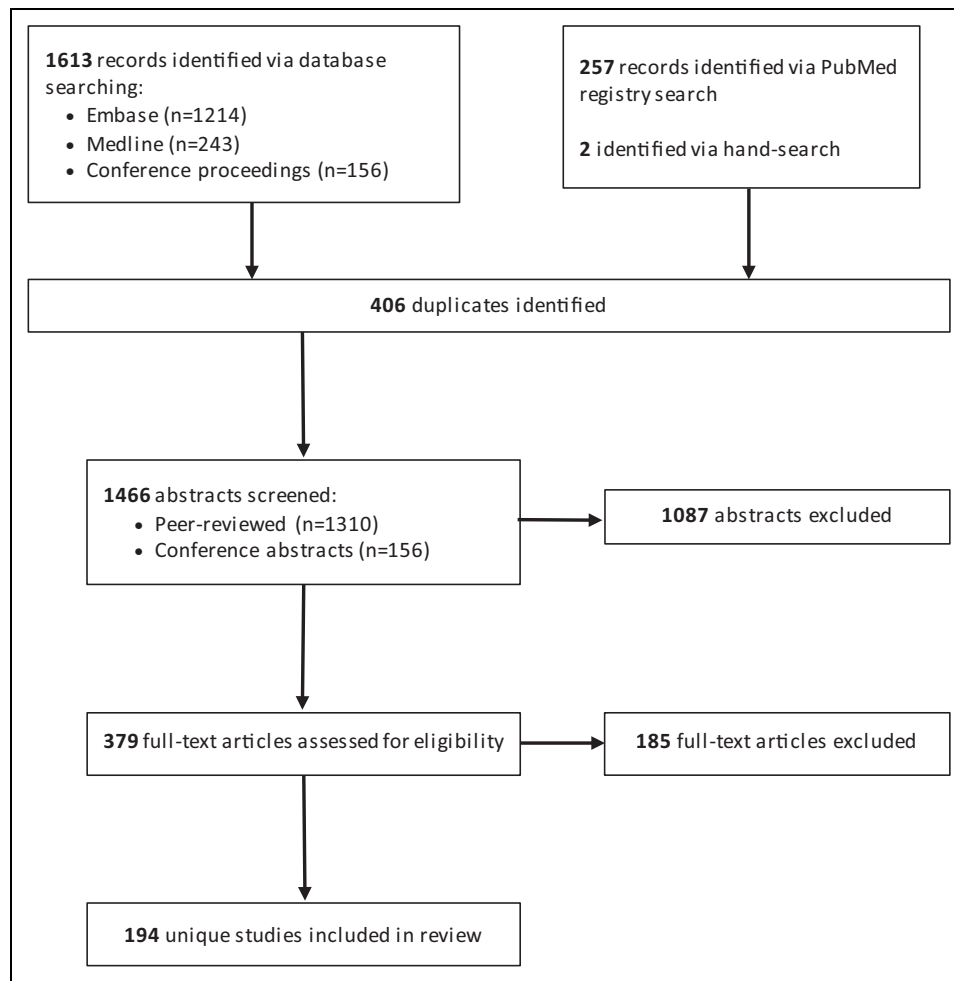 1613 records identified via database
searching:
• Embase (n=1214)
• Medline (n=243)
• Conference proceedings (n=156)
257 records identified via PubMed
registry search
2 identified via hand-search
406 duplicates identified
1466 abstracts screened:
• Peer-reviewed (n=1310)
• Conference abstracts (n=156)
1087 abstracts excluded
379 full-text articles assessed for eligibility
185 full-text articles excluded
194 unique studies included in review